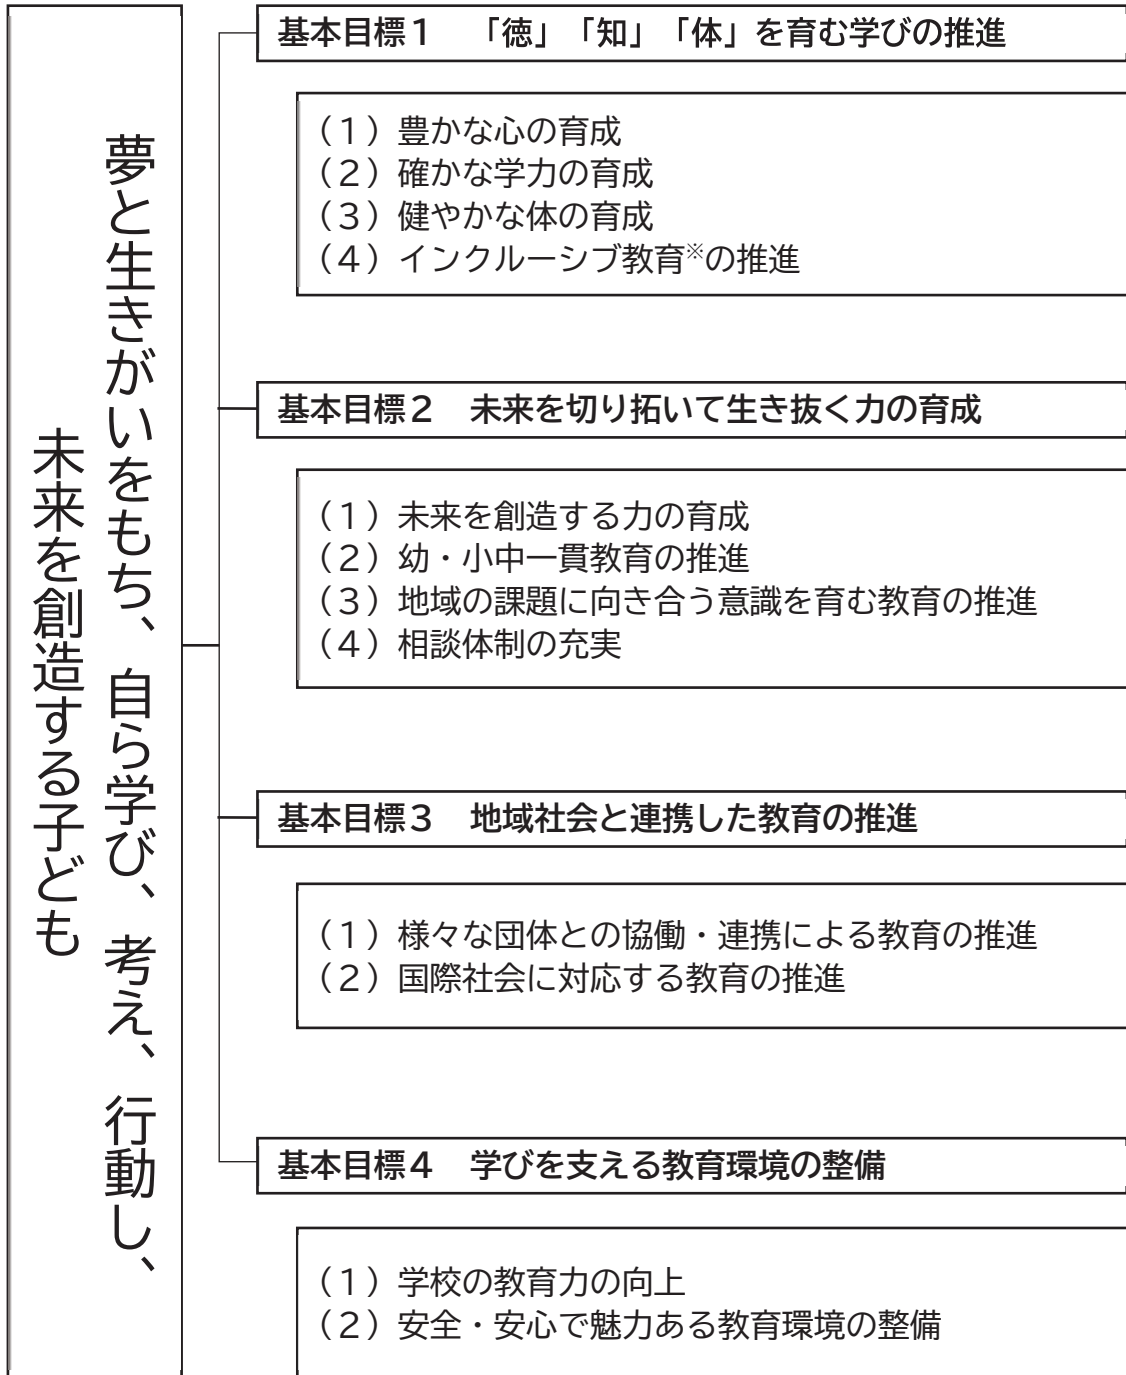 夢と生きがいをもち、自ら学び、考え、行動し、
未来を創造する子ども
基本目標１　「徳」「知」「体」を育む学びの推進
（１）豊かな心の育成
（２）確かな学力の育成
（３）健やかな体の育成
（４）インクルーシブ教育※の推進
基本目標２　未来を切り拓いて生き抜く力の育成
（１）未来を創造する力の育成
（２）幼・小中一貫教育の推進
（３）地域の課題に向き合う意識を育む教育の推進
（４）相談体制の充実
基本目標３　地域社会と連携した教育の推進
（１）様々な団体との協働・連携による教育の推進
（２）国際社会に対応する教育の推進
基本目標４　学びを支える教育環境の整備
（１）学校の教育力の向上
（２）安全・安心で魅力ある教育環境の整備